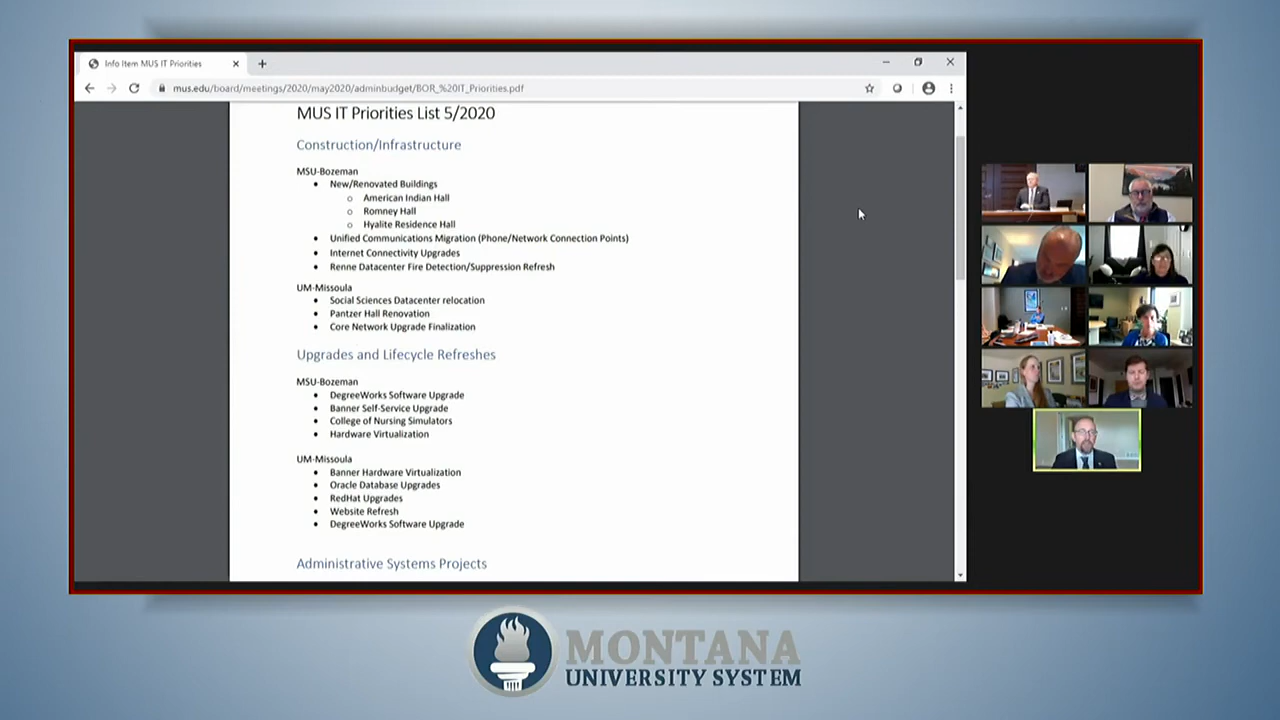 Info Item MUS IT Priorities
mus.edu/board/meetings/2020/may2020/adminbudget/BOR_%20IT_Priorities.pdf
MUS IT Priorities List 5/2020
Construction/Infrastructure
MSU-Bozeman
• New/Renovated Buildings
o American Indian Hall
o Romney Hall
o Hyalite Residence Hall
• Unified Communications Migration (Phone/Network Connection Points)
• Internet Connectivity Upgrades
• Renne Datacenter Fire Detection/Suppression Refresh
UM-Missoula
• Social Sciences Datacenter relocation
• Pantzer Hall Renovation
• Core Network Upgrade Finalization
Upgrades and Lifecycle Refreshes
MSU-Bozeman
• DegreeWorks Software Upgrade
• Banner Self-Service Upgrade
• College of Nursing Simulators
• Hardware Virtualization
UM-Missoula
• Banner Hardware Virtualization
• Oracle Database Upgrades
• RedHat Upgrades
• Website Refresh
• DegreeWorks Software Upgrade
Administrative Systems Projects
MONTANA
UNIVERSITY SYSTEM